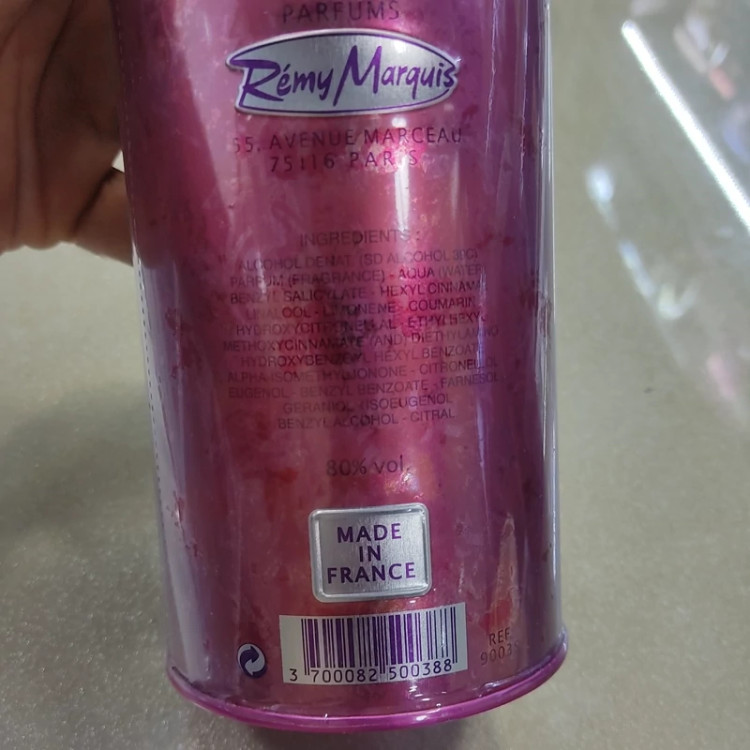 PARFUMS
Rémy Marquis
55, AVENUE MARCEAU
75116 PARIS
INGREDIENTS :
ALCOHOL DENAT. (SD ALCOHOL 39C)
PARFUM (FRAGRANCE) - AQUA (WATER)
BENZYL SALICYLATE - HEXYL CINNAMAL
LINALOOL - LIMONENE - COUMARIN
HYDROXYCITRONELLAL - ETHYLHEXYL
METHOXYCINNAMATE (AND) DIETHYLAMINO
HYDROXYBENZOYL HEXYL BENZOATE
ALPHA ISOMETHYL IONONE - CITRONELLOL
EUGENOL - BENZYL BENZOATE - FARNESOL
GERANIOL - ISOEUGENOL
BENZYL ALCOHOL - CITRAL
80% vol.
MADE
IN
FRANCE
3 700082 500388
REF.